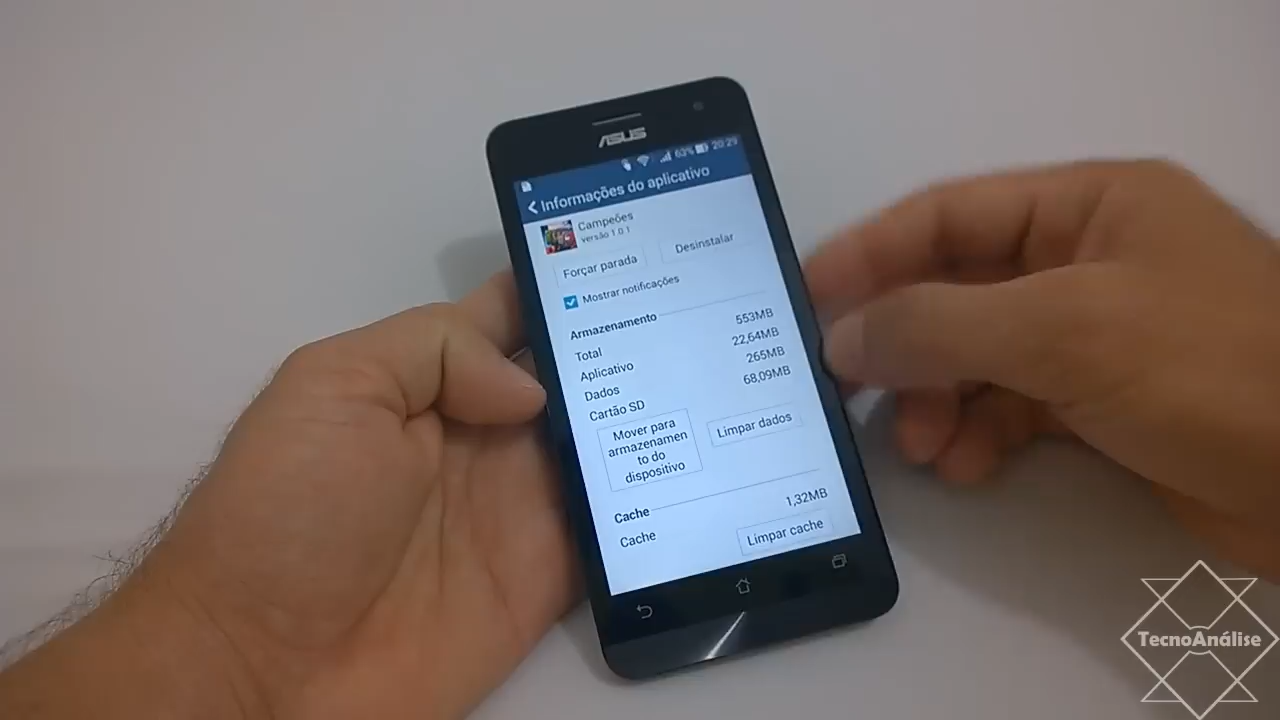 ASUS
63% 20:29
Informações do aplicativo
Campeões
versão 1.0.1
Forçar parada
Desinstalar
Mostrar notificações
Armazenamento
Total
553MB
Aplicativo
22,64MB
Dados
265MB
Cartão SD
68,09MB
Mover para
armazenamen
to do
dispositivo
Limpar dados
Cache
Cache
1,32MB
Limpar cache
TecnoAnálise